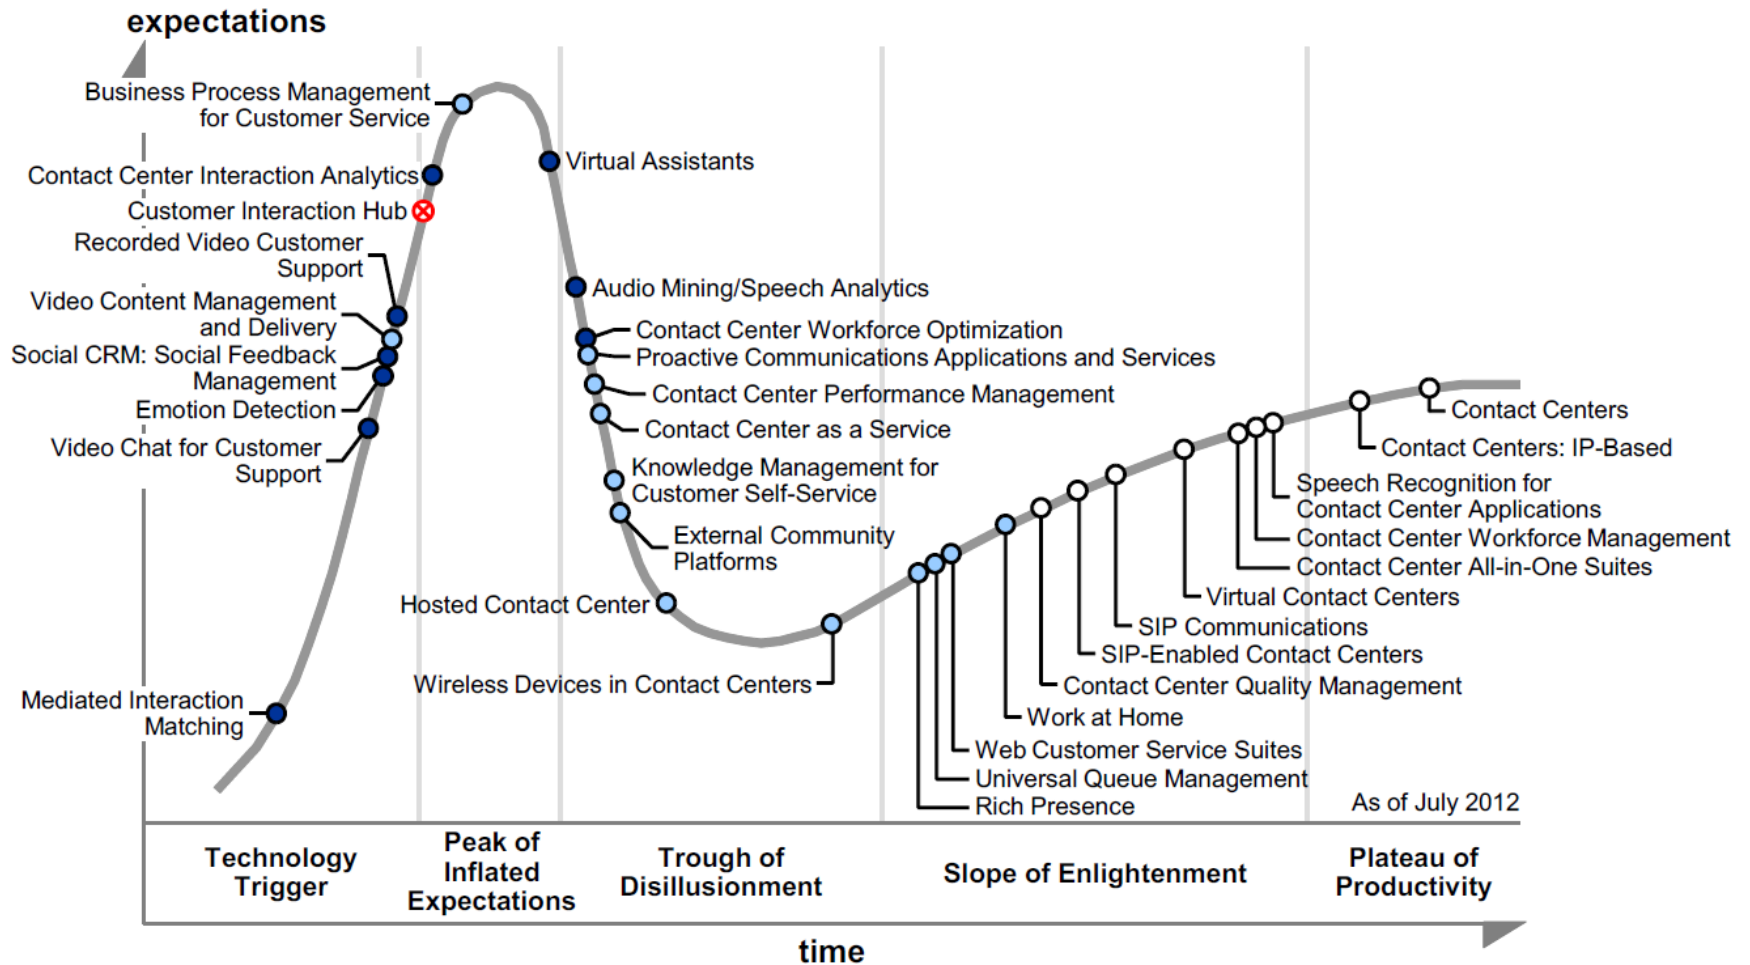 expectations
Business Process Management
for Customer Service
Contact Center Interaction Analytics
Customer Interaction Hub
Recorded Video Customer
Support
Video Content Management
and Delivery
Social CRM: Social Feedback
Management
Emotion Detection
Video Chat for Customer
Support
Mediated Interaction
Matching
Virtual Assistants
Audio Mining/Speech Analytics
Contact Center Workforce Optimization
Proactive Communications Applications and Services
Contact Center Performance Management
Contact Center as a Service
Knowledge Management for
Customer Self-Service
External Community
Platforms
Hosted Contact Center
Wireless Devices in Contact Centers
Contact Centers
Contact Centers: IP-Based
Speech Recognition for
Contact Center Applications
Contact Center Workforce Management
Contact Center All-in-One Suites
Virtual Contact Centers
SIP Communications
SIP-Enabled Contact Centers
Contact Center Quality Management
Work at Home
Web Customer Service Suites
Universal Queue Management
Rich Presence
As of July 2012
Technology
Trigger
Peak of
Inflated
Expectations
Trough of
Disillusionment
Slope of Enlightenment
Plateau of
Productivity
time